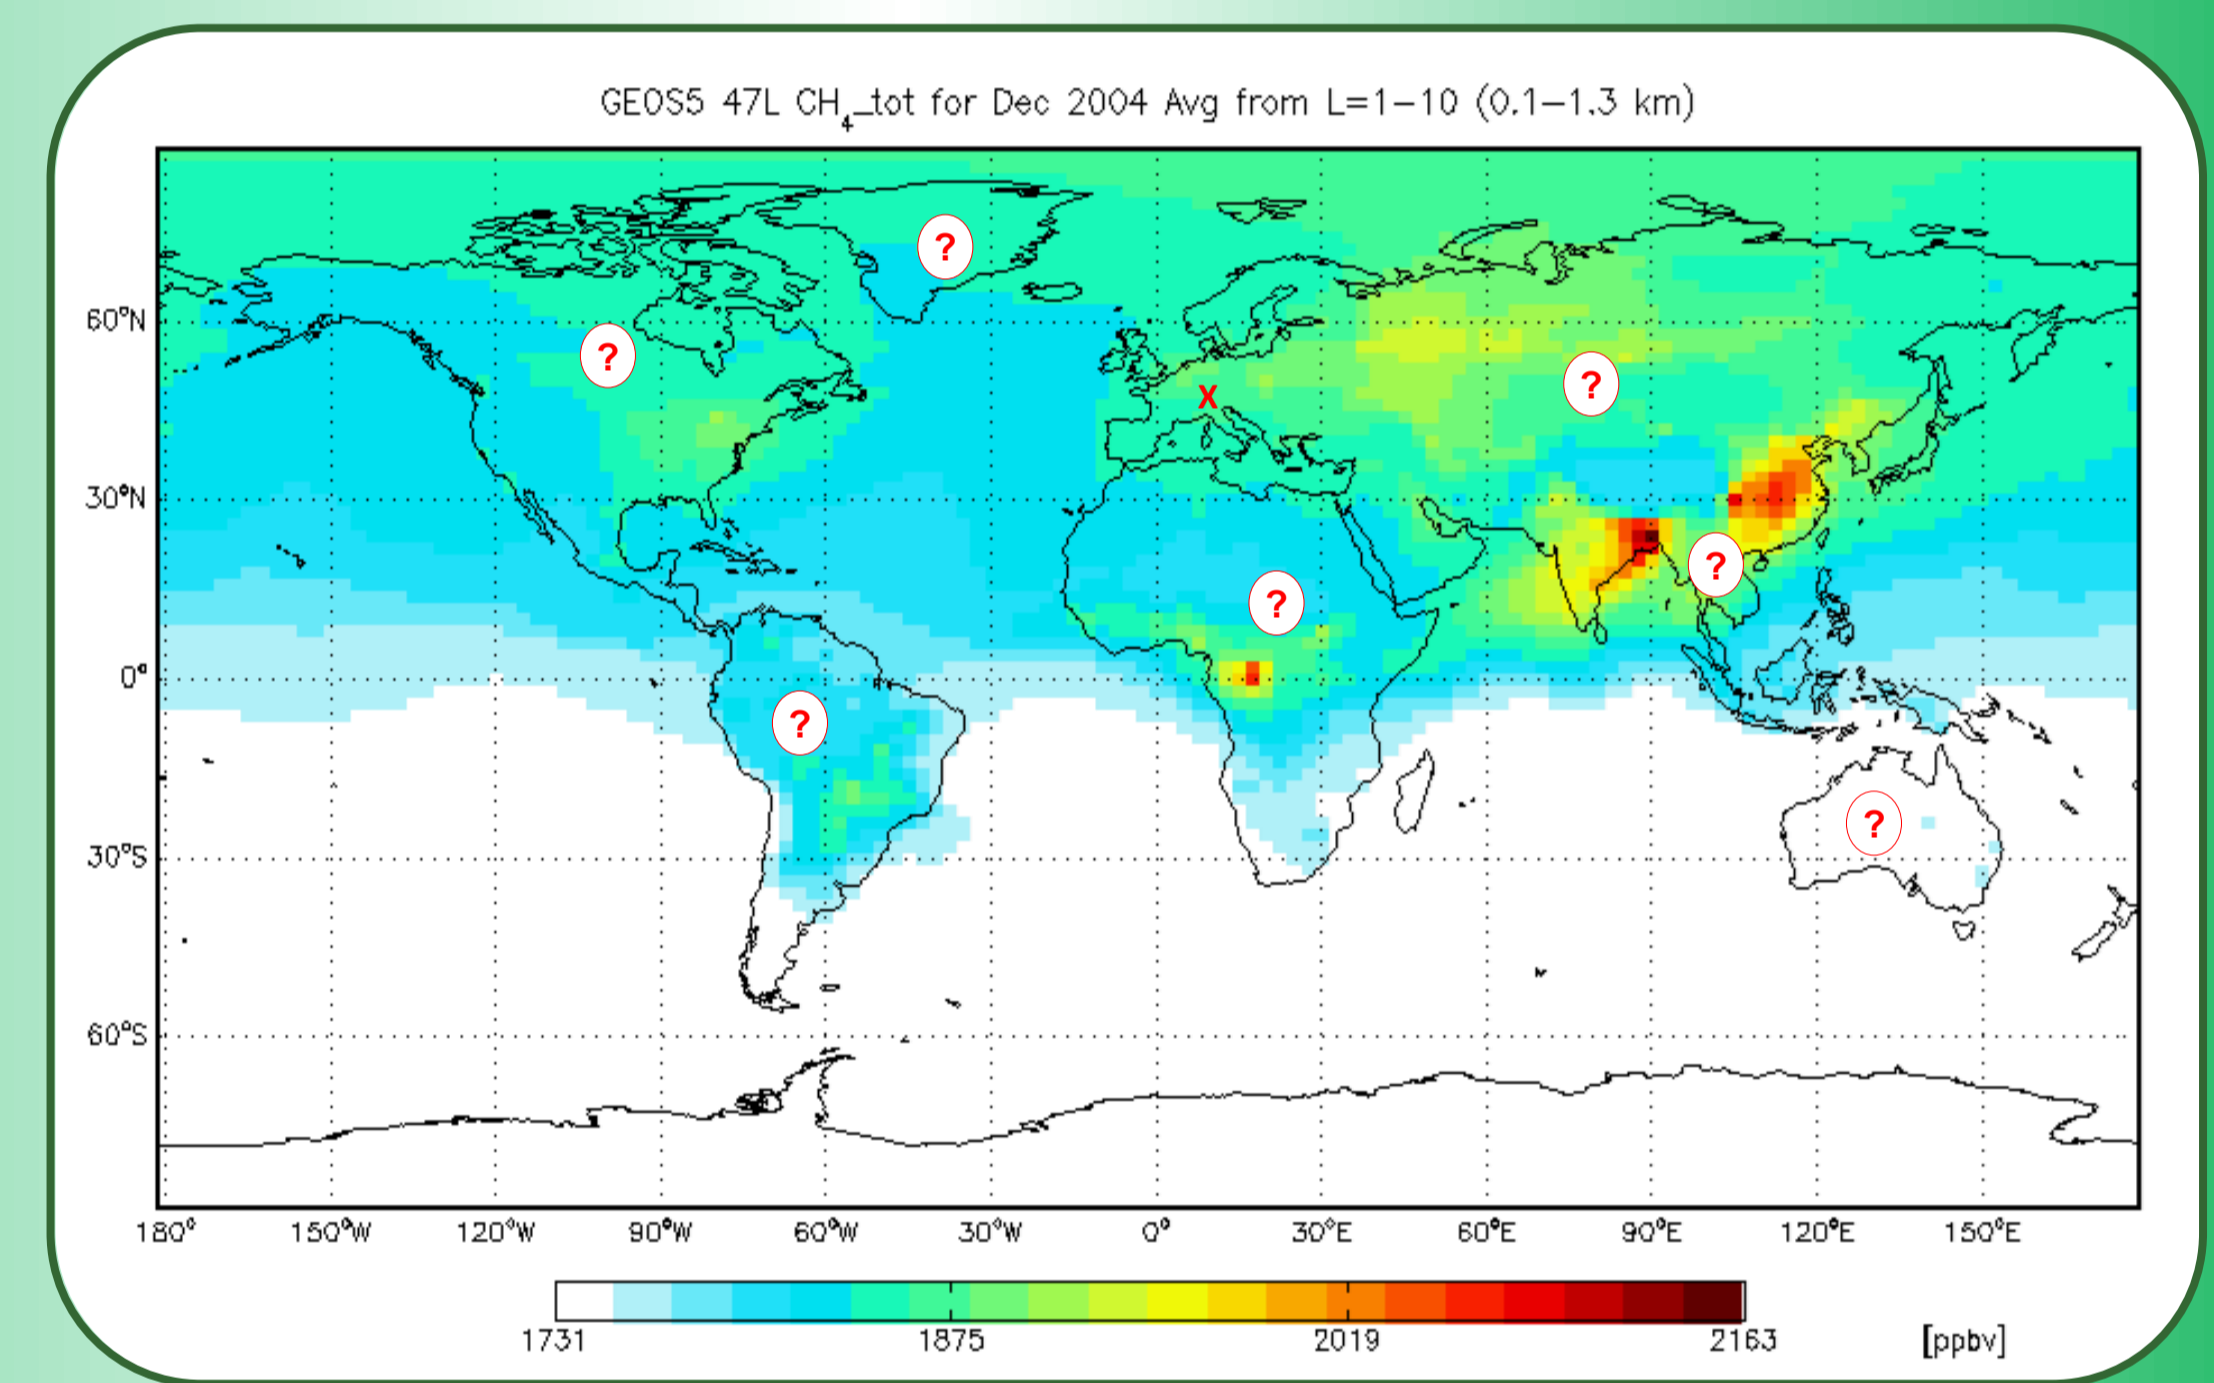 GEOS5 47L CH₄_tot for Dec 2004 Avg from L=1-10 (0.1-1.3 km)
?
60°N
?
?
X
30°N
?
?
0°
?
?
30°S
60°S
180° 150°W 120°W 90°W 60°W 30°W 0° 30°E 60°E 90°E 120°E 150°E
1731 1875 2019 2163 [ppbv]